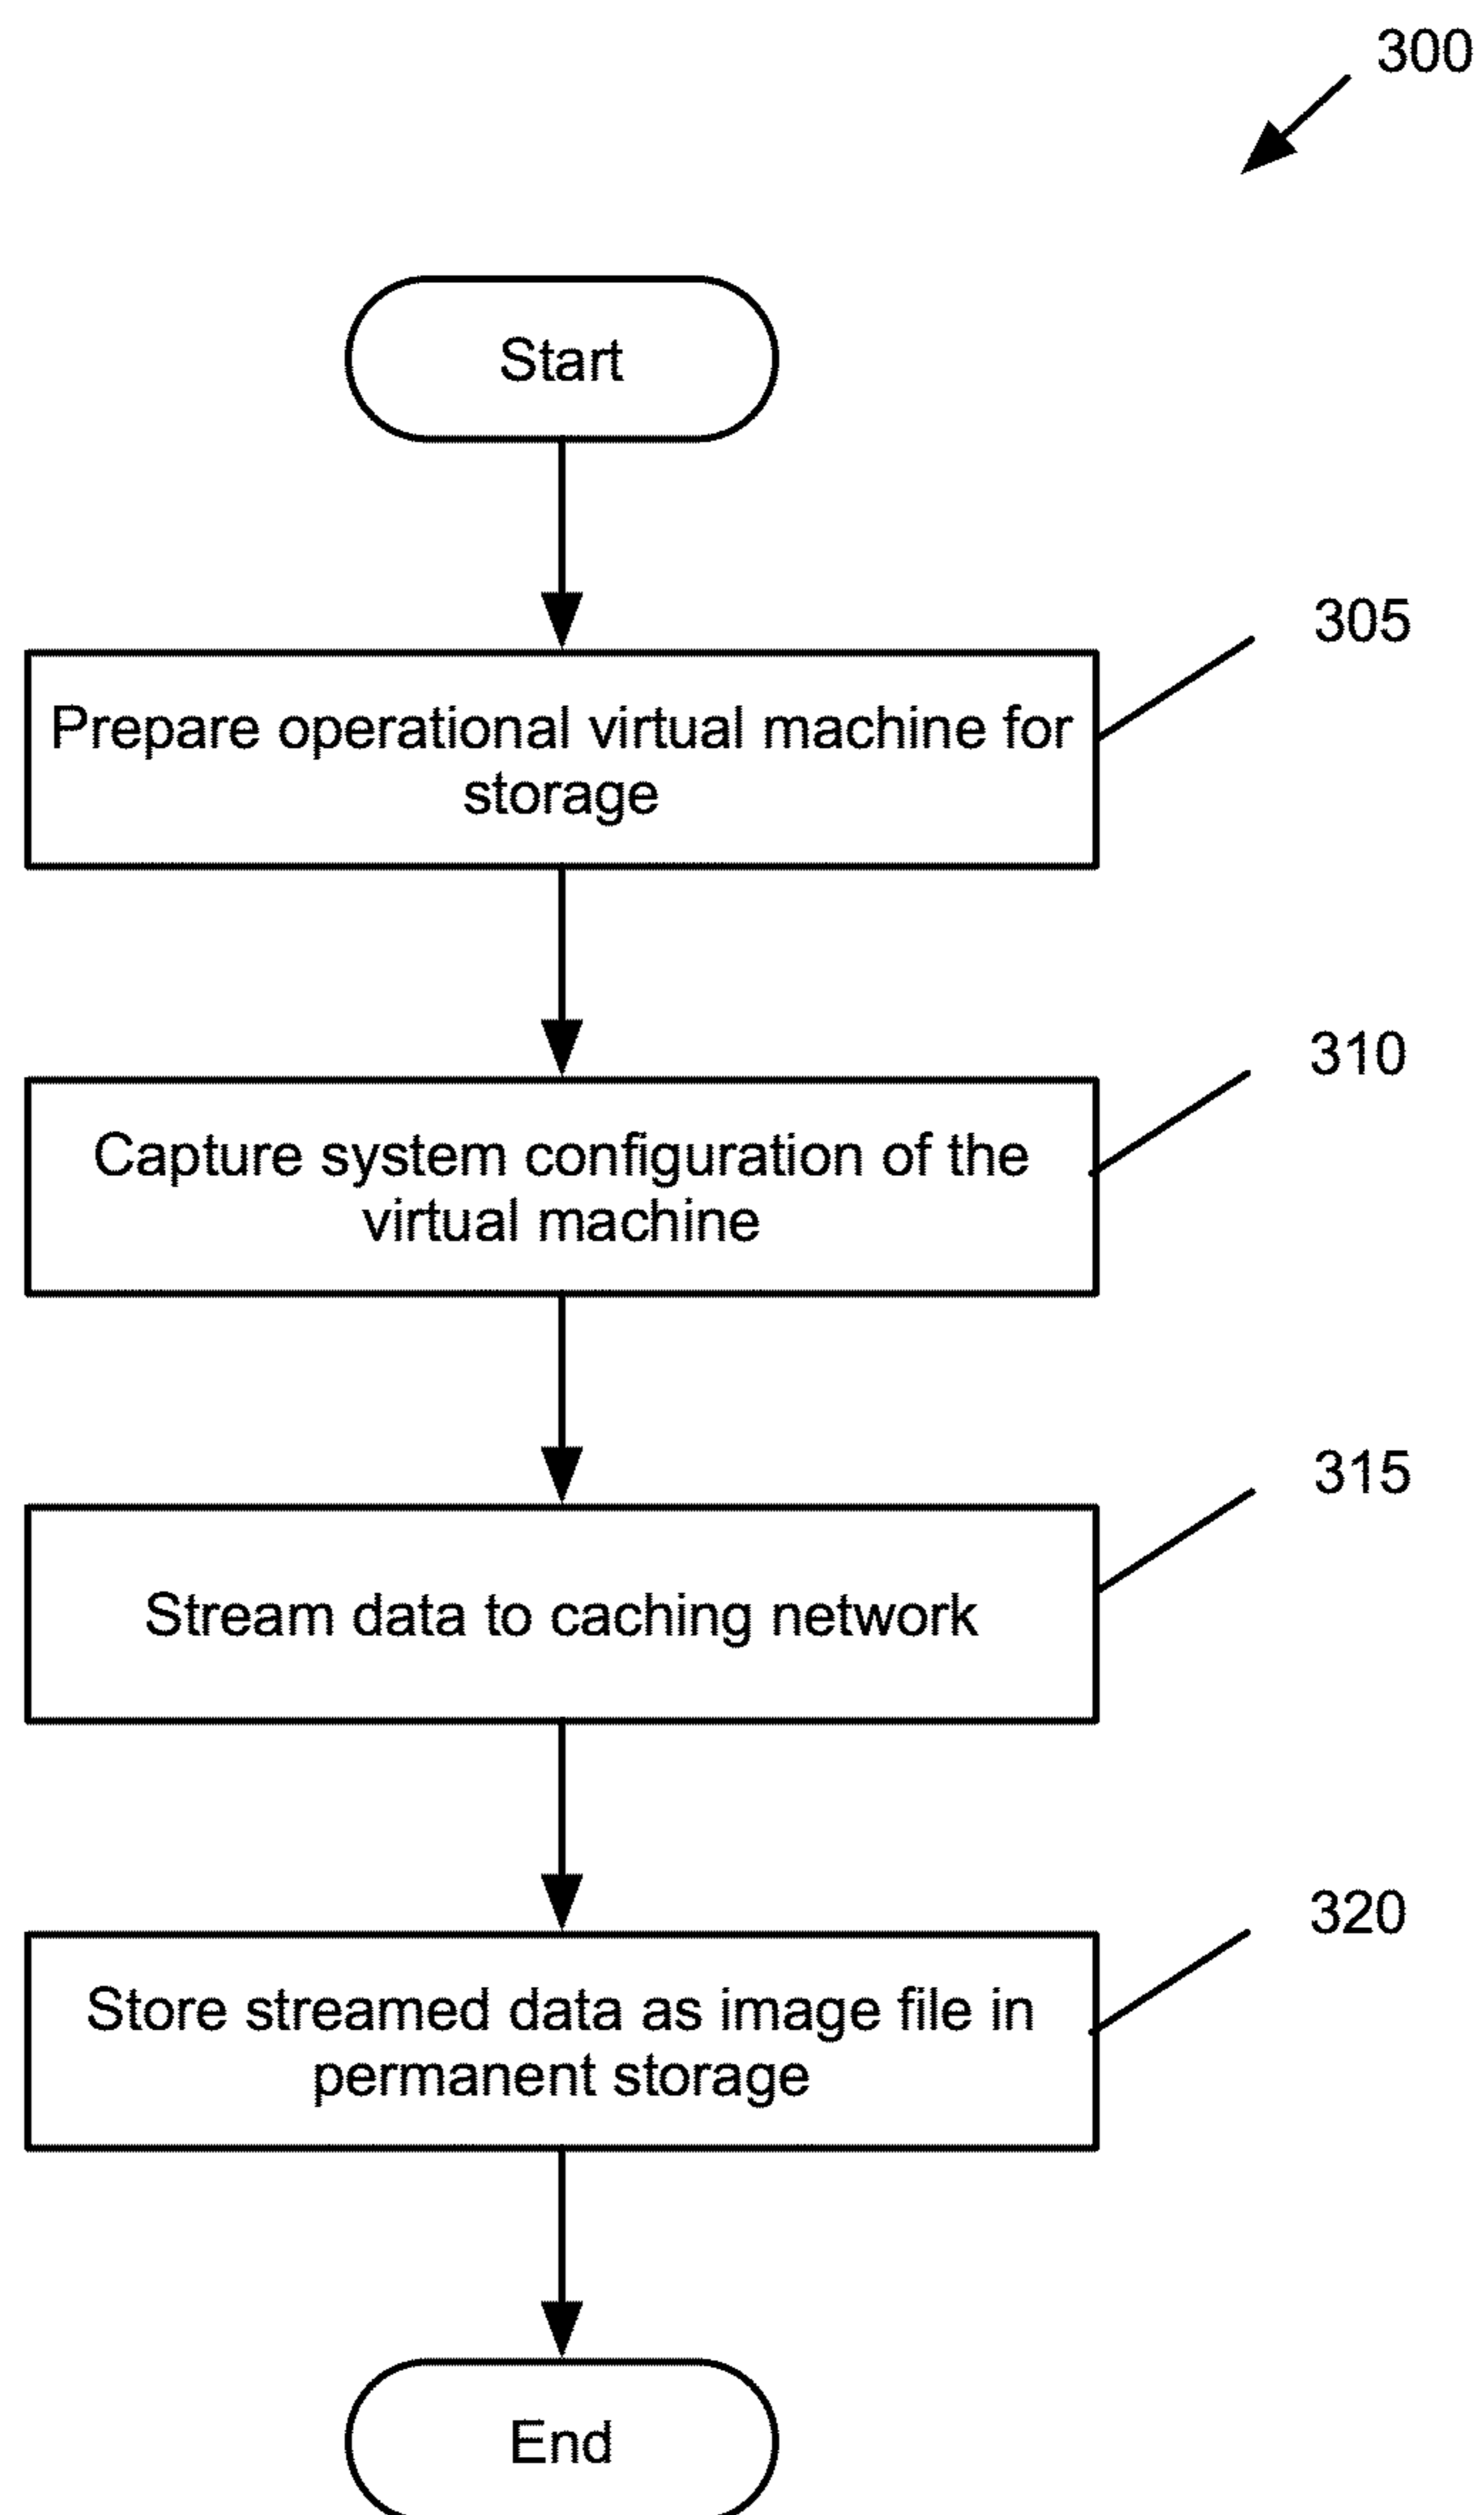 300
Start
305
Prepare operational virtual machine for
storage
310
Capture system configuration of the
virtual machine
315
Stream data to caching network
320
Store streamed data as image file in
permanent storage
End